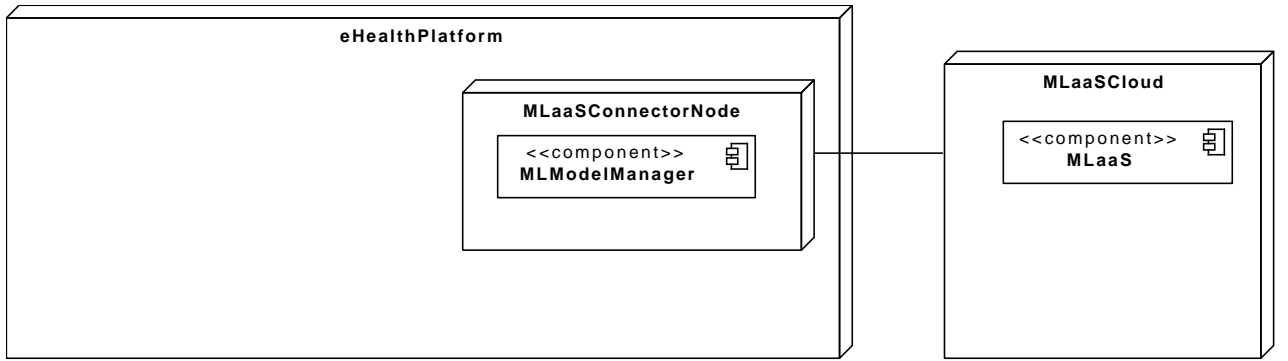 eHealthPlatform
MLaaSConnectorNode
<<component>>
MLModelManager
MLaaSCloud
<<component>>
MLaaS